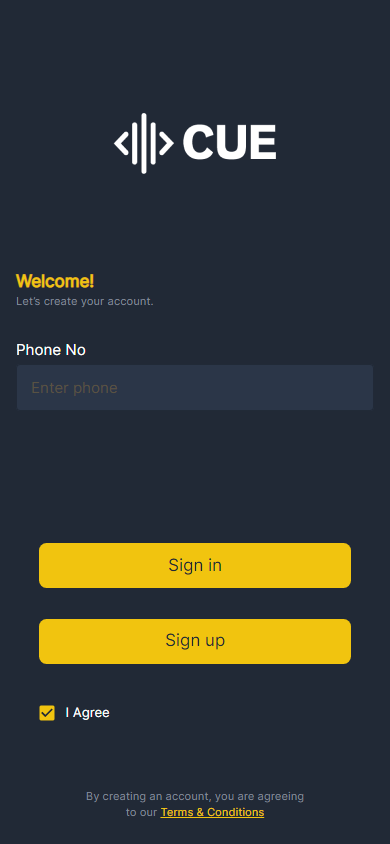 CUE
Welcome!
Let's create your account.
Phone No
Enter phone
Sign in
Sign up
I Agree
By creating an account, you are agreeing
to our Terms & Conditions